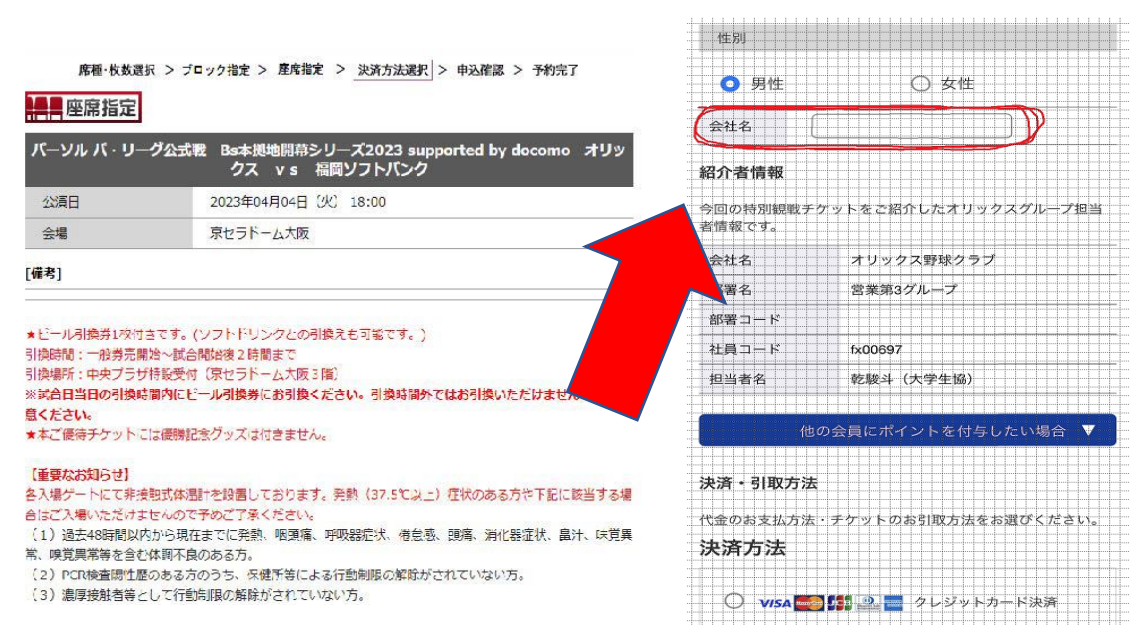 席種・枚数選択 > ブロック指定 > 座席指定 > 決済方法選択 > 申込確認 > 予約完了
座席指定
パーソル パ・リーグ公式戦 Bs本拠地開幕シリーズ2023 supported by docomo オリッ
クス ｖｓ 福岡ソフトバンク
公演日 2023年04月04日（火） 18:00
会場 京セラドーム大阪
[備考]
★ビール引換券1枚付きです。(ソフトドリンクとの引換えも可能です。)
引換時間：一般券売開始～試合開始後２時間まで
引換場所：中央プラザ特設受付（京セラドーム大阪３階）
※試合日当日の引換時間内にビール引換券にお引換ください。引換時間外ではお引換いただけません
意ください。
★本ご優待チケットには優勝記念グッズは付きません。
【重要なお知らせ】
各入場ゲートにて非接触式体温計を設置しております。発熱（37.5℃以上）症状のある方や下記に該当する場
合はご入場いただけませんので予めご了承ください。
（１）過去48時間以内から現在までに発熱、咽頭痛、呼吸器症状、倦怠感、頭痛、消化器症状、鼻汁、味覚異
常、嗅覚異常等を含む体調不良のある方。
（２）PCR検査陽性歴のある方のうち、保健所等による行動制限の解除がされていない方。
（３）濃厚接触者等として行動制限の解除がされていない方。
性別
男性 女性
会社名
紹介者情報
今回の特別観戦チケットをご紹介したオリックスグループ担当
者情報です。
会社名 オリックス野球クラブ
署名 営業第3グループ
部署コード
社員コード fx00697
担当者名 乾駿斗（大学生協）
他の会員にポイントを付与したい場合 ▼
決済・引取方法
代金のお支払方法・チケットのお引取方法をお選びください。
決済方法
VISA JCB クレジットカード決済